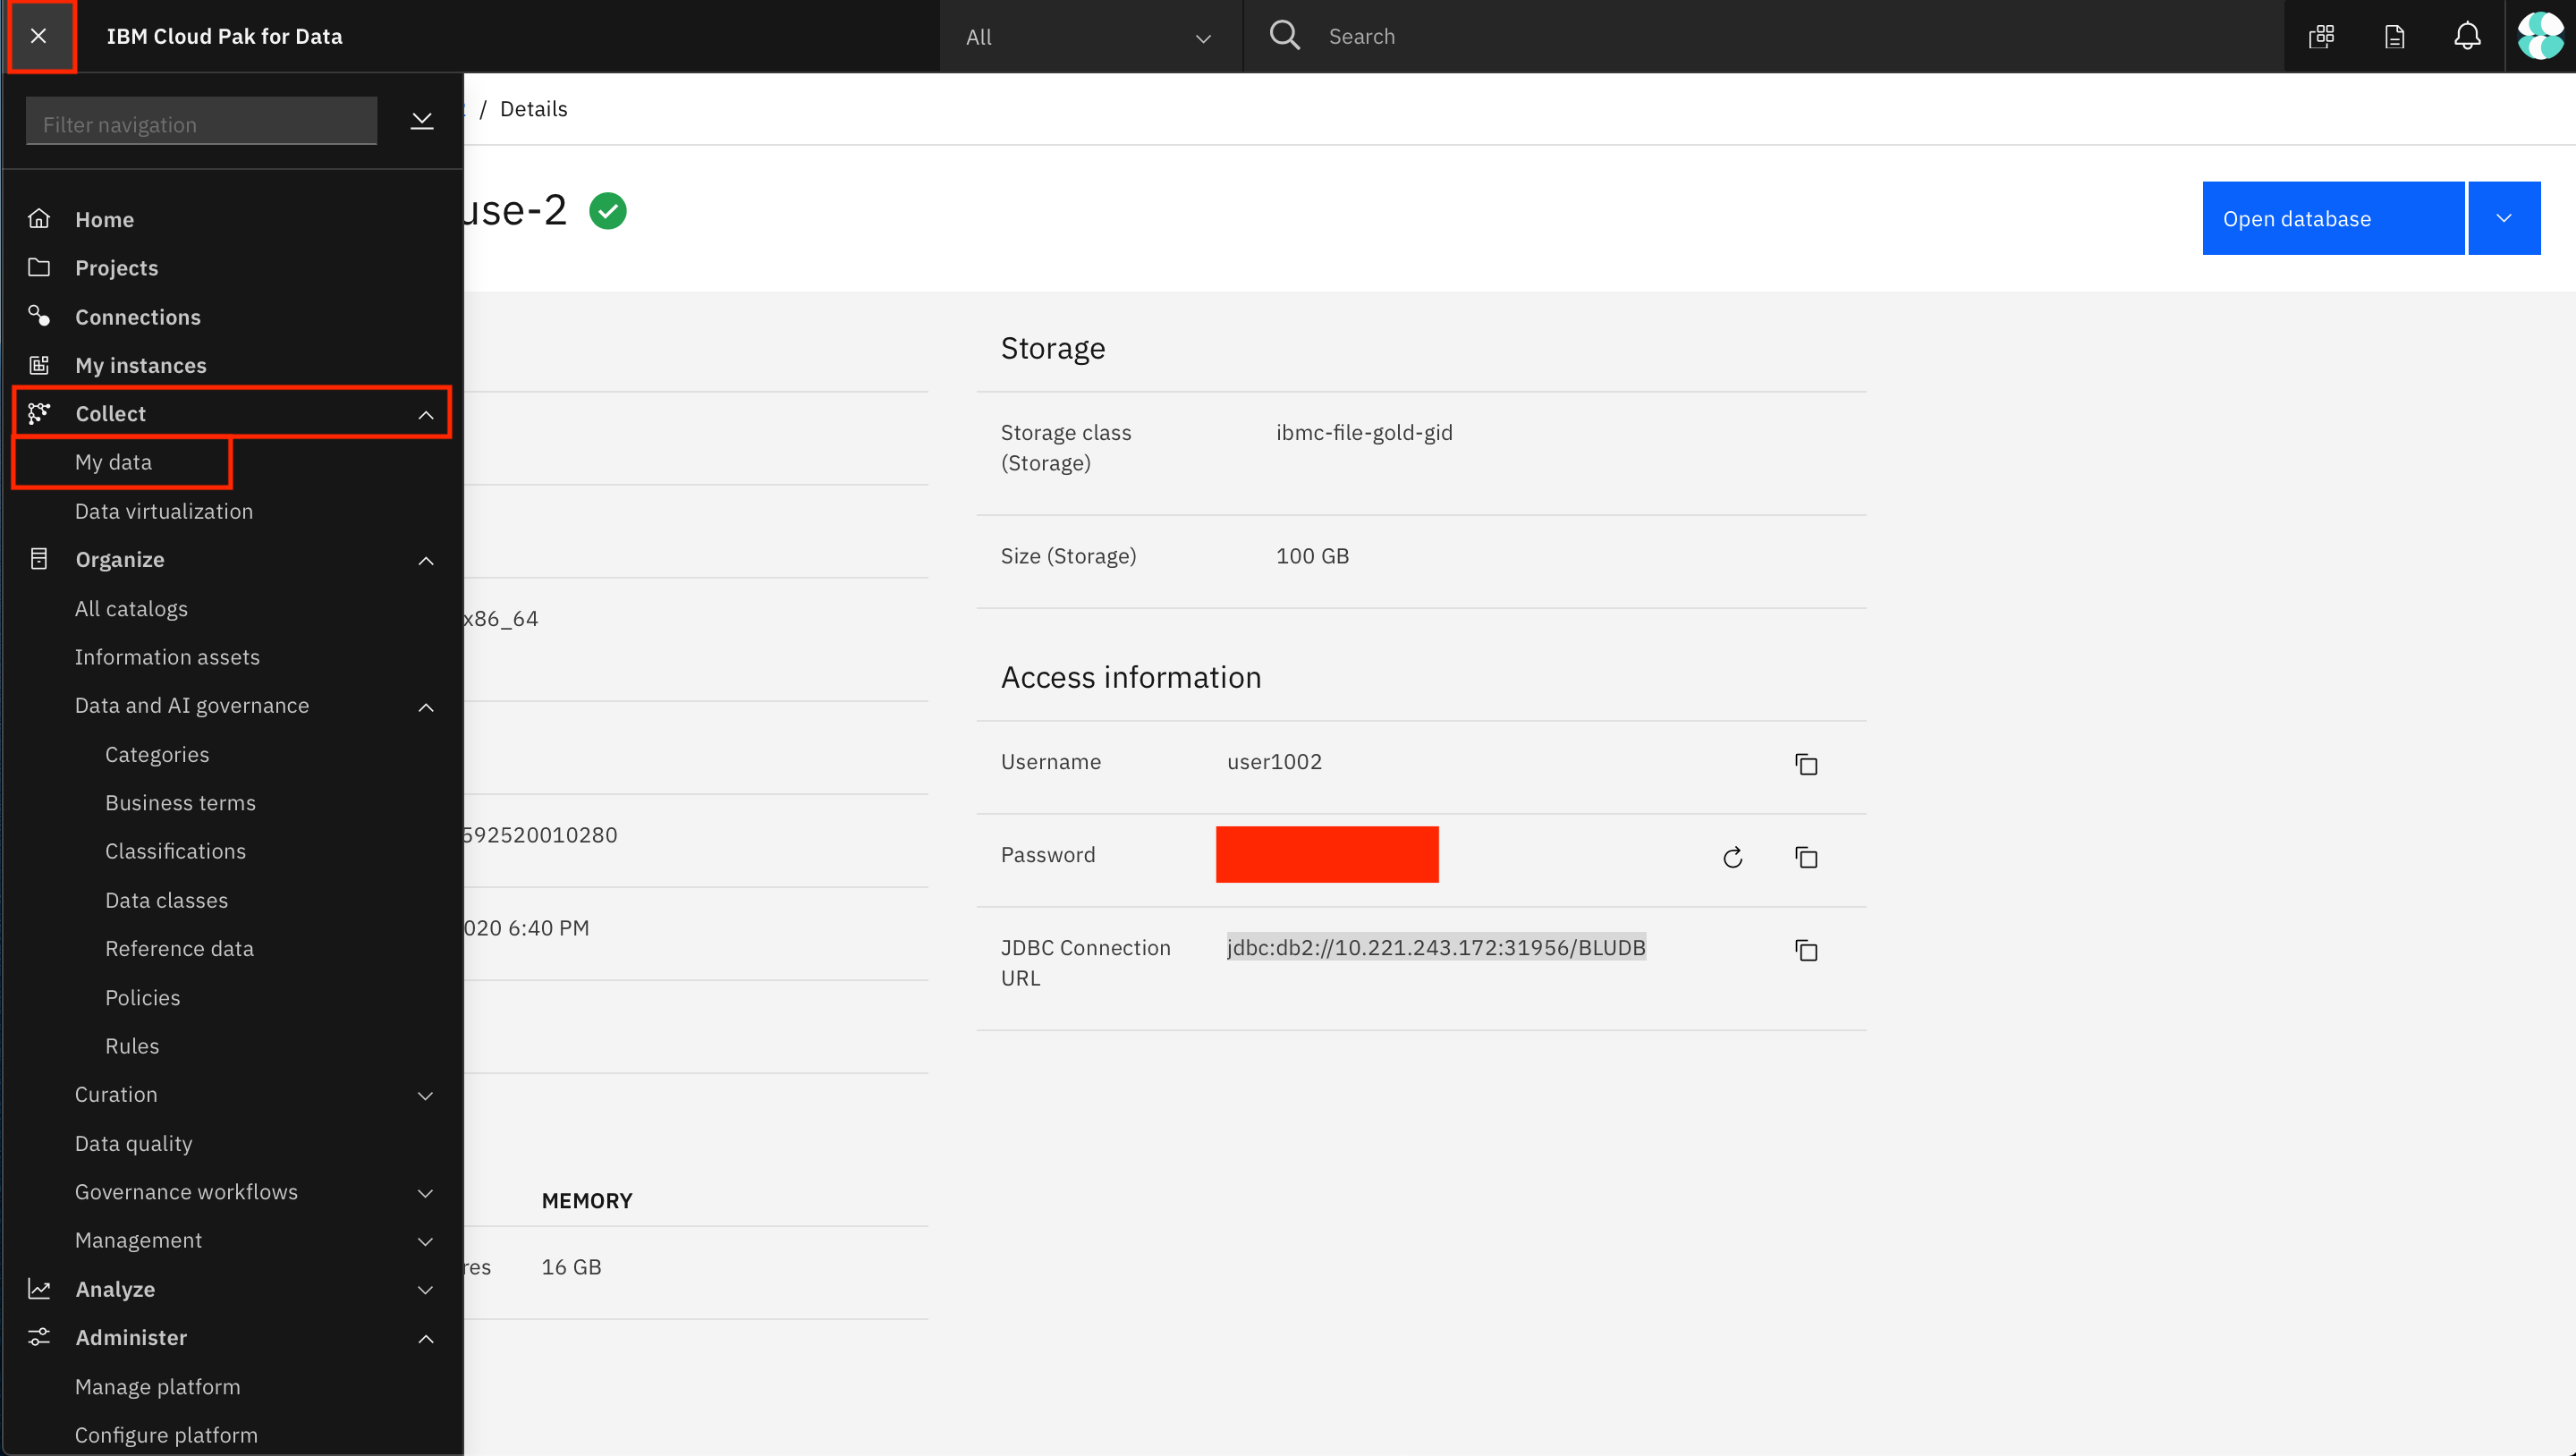 IBM Cloud Pak for Data
All
Search
Filter navigation
/ Details
Home
Projects
Connections
My instances
Collect
My data
Data virtualization
Organize
All catalogs
Information assets
Data and AI governance
Categories
Business terms
Classifications
Data classes
Reference data
Policies
Rules
Curation
Data quality
Governance workflows
Management
Analyze
Administer
Manage platform
Configure platform
use-2
Open database
x86_64
592520010280
020 6:40 PM
MEMORY
res 16 GB
Storage
Storage class
(Storage)
ibmc-file-gold-gid
Size (Storage) 100 GB
Access information
Username user1002
Password
JDBC Connection
URL
jdbc:db2://10.221.243.172:31956/BLUDB